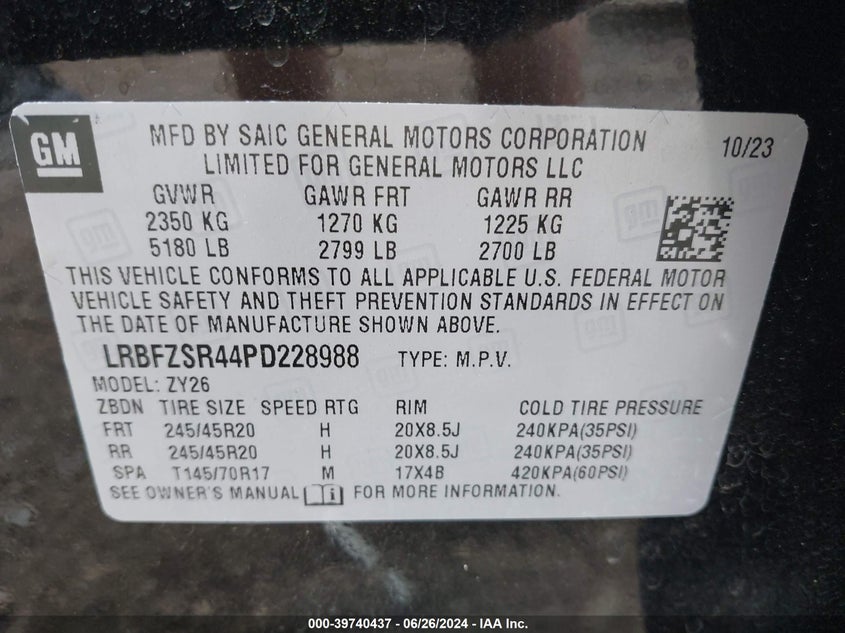 GM
MFD BY SAIC GENERAL MOTORS CORPORATION
LIMITED FOR GENERAL MOTORS LLC
10/23
GVWR GAWR FRT GAWR RR
2350 KG 1270 KG 1225 KG
5180 LB 2799 LB 2700 LB
THIS VEHICLE CONFORMS TO ALL APPLICABLE U.S. FEDERAL MOTOR
VEHICLE SAFETY AND THEFT PREVENTION STANDARDS IN EFFECT ON
THE DATE OF MANUFACTURE SHOWN ABOVE.
LRBFZSR44PD228988 TYPE: M.P.V.
MODEL: ZY26
ZBDN TIRE SIZE SPEED RTG RIM COLD TIRE PRESSURE
FRT 245/45R20 H 20X8.5J 240KPA(35PSI)
RR 245/45R20 H 20X8.5J 240KPA(35PSI)
SPA T145/70R17 M 17X4B 420KPA(60PSI)
SEE OWNER'S MANUAL FOR MORE INFORMATION.
000-39740437 - 06/26/2024 - IAA Inc.